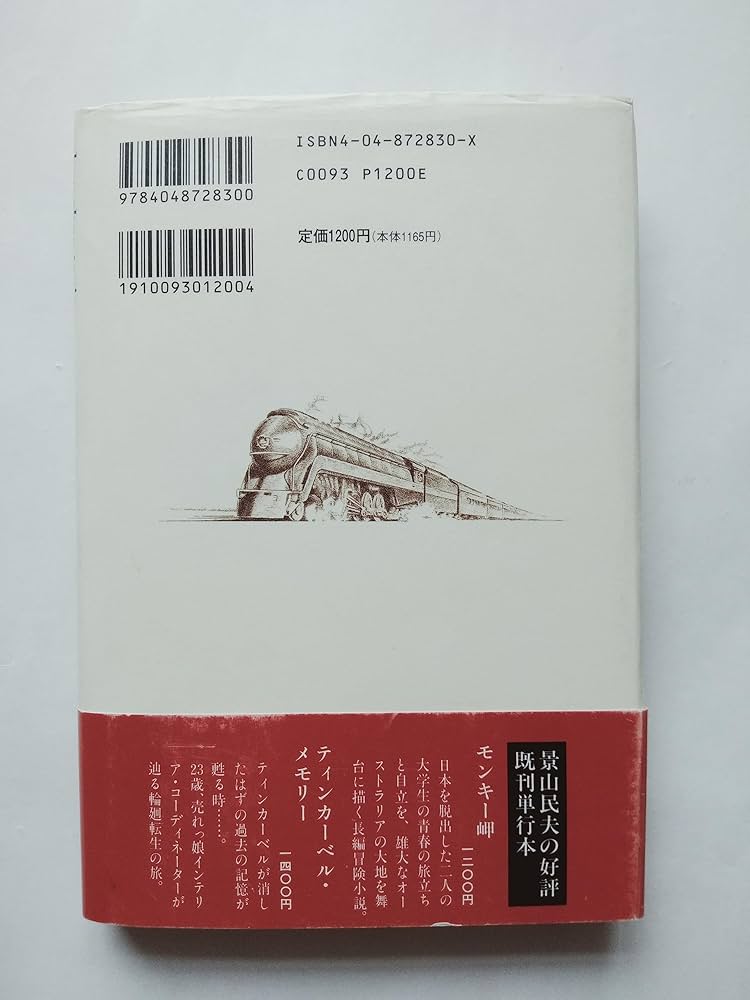 ISBN4-04-872830-X
C0093 P1200E
9784048728300
定価1200円(本体1165円)
1910093012004
景山民夫の好評
既刊単行本
モンキー岬 一二〇〇円
日本を脱出した二人の
大学生の青春の旅立ち
と自立を、雄大なオー
ストラリアの大地を舞
台に描く長編冒険小説。
ティンカーベル・
メモリー 一四〇〇円
ティンカーベルが消し
たはずの過去の記憶が
甦る時……。
23歳、売れっ娘インテリ
ア・コーディネーターが
辿る輪廻転生の旅。